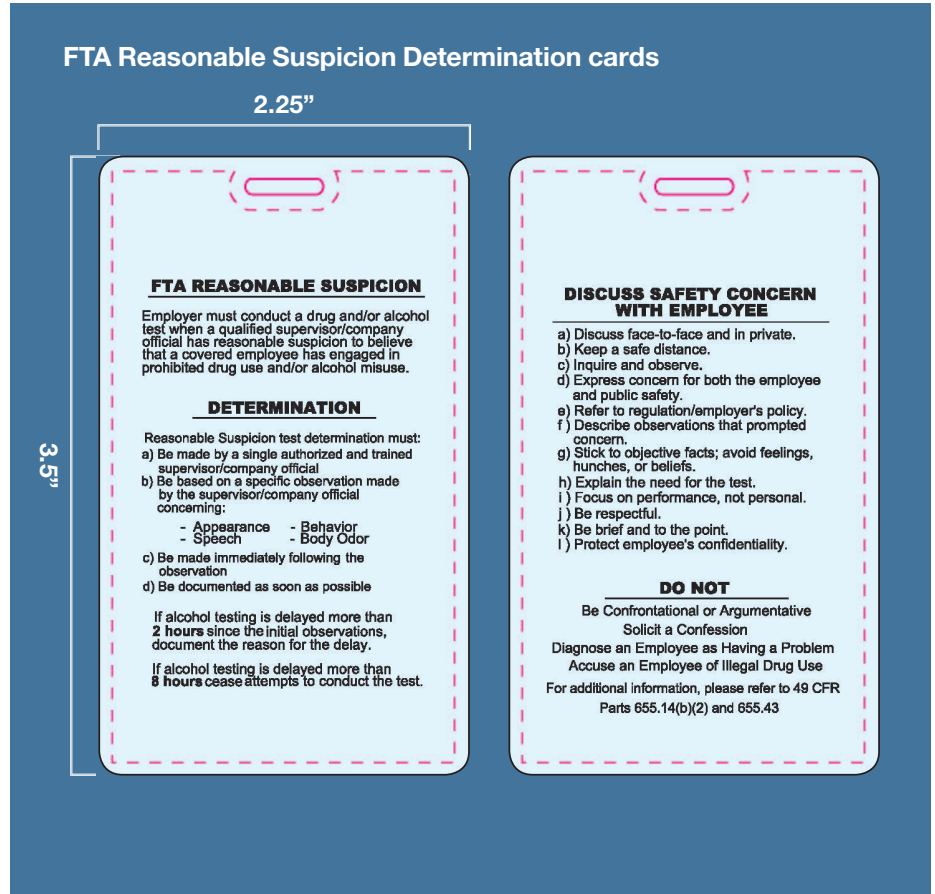 FTA Reasonable Suspicion Determination cards
2.25”
3.5”
FTA REASONABLE SUSPICION
Employer must conduct a drug and/or alcohol
test when a qualified supervisor/company
official has reasonable suspicion to believe
that a covered employee has engaged in
prohibited drug use and/or alcohol misuse.
DETERMINATION
Reasonable Suspicion test determination must:
a) Be made by a single authorized and trained
supervisor/company official
b) Be based on a specific observation made
by the supervisor/company official
concerning:
- Appearance - Behavior
- Speech - Body Odor
c) Be made immediately following the
observation
d) Be documented as soon as possible
If alcohol testing is delayed more than
2 hours since the initial observations,
document the reason for the delay.
If alcohol testing is delayed more than
8 hours cease attempts to conduct the test.
DISCUSS SAFETY CONCERN
WITH EMPLOYEE
a) Discuss face-to-face and in private.
b) Keep a safe distance.
c) Inquire and observe.
d) Express concern for both the employee
and public safety.
e) Refer to regulation/employer's policy.
f ) Describe observations that prompted
concern.
g) Stick to objective facts; avoid feelings,
hunches, or beliefs.
h) Explain the need for the test.
i ) Focus on performance, not personal.
j ) Be respectful.
k) Be brief and to the point.
l ) Protect employee's confidentiality.
DO NOT
Be Confrontational or Argumentative
Solicit a Confession
Diagnose an Employee as Having a Problem
Accuse an Employee of Illegal Drug Use
For additional information, please refer to 49 CFR
Parts 655.14(b)(2) and 655.43